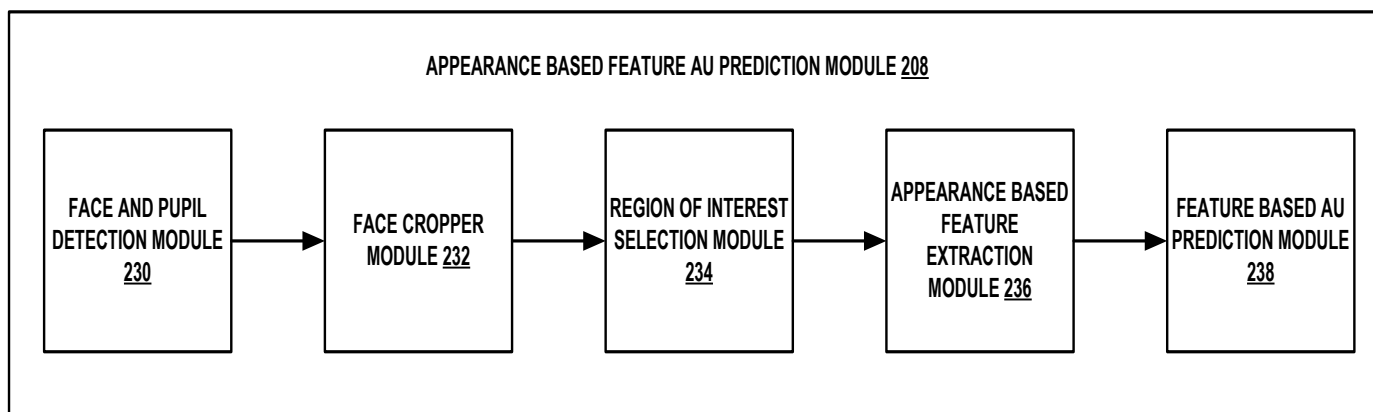 APPEARANCE BASED FEATURE AU PREDICTION MODULE 208
FACE AND PUPIL
DETECTION MODULE
230
FACE CROPPER
MODULE 232
REGION OF INTEREST
SELECTION MODULE
234
APPEARANCE BASED
FEATURE
EXTRACTION
MODULE 236
FEATURE BASED AU
PREDICTION MODULE
238